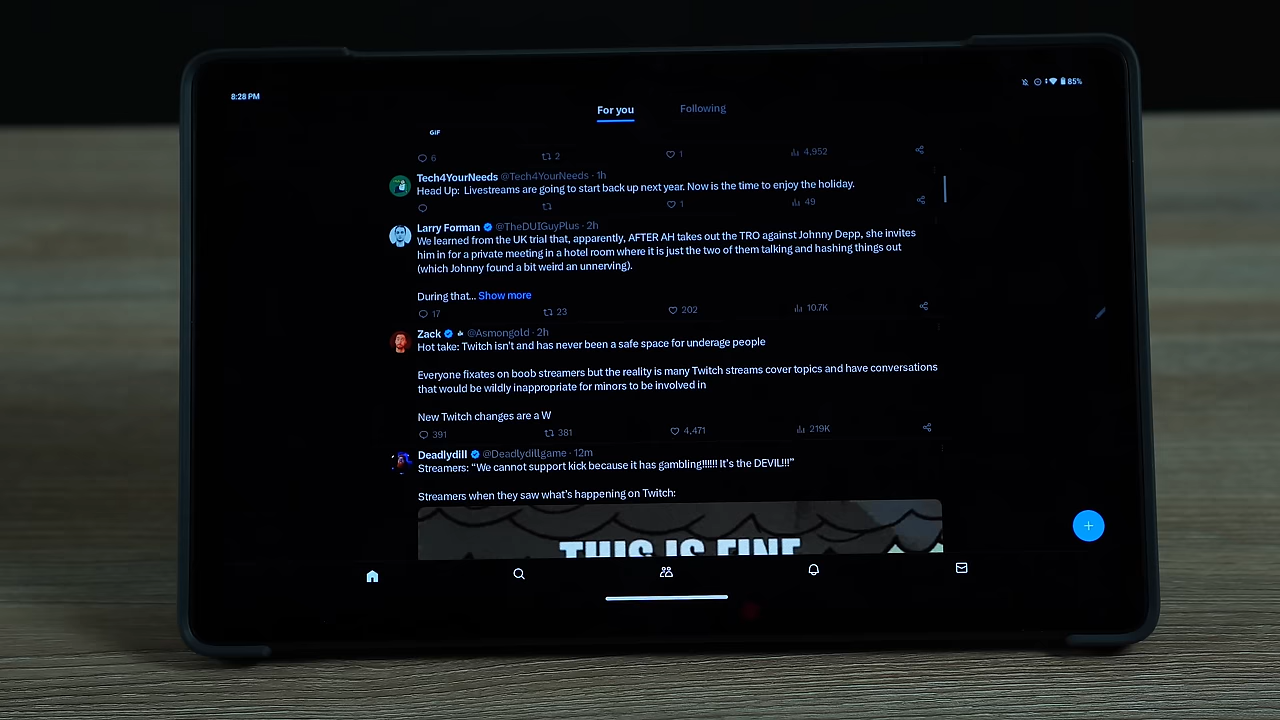 8:28 PM
85%
For you
Following
GIF
6 2 1 4,952
Tech4YourNeeds @Tech4YourNeeds · 1h
Head Up: Livestreams are going to start back up next year. Now is the time to enjoy the holiday.
1 49
Larry Forman @TheDUIGuyPlus · 2h
We learned from the UK trial that, apparently, AFTER AH takes out the TRO against Johnny Depp, she invites
him in for a private meeting in a hotel room where it is just the two of them talking and hashing things out
(which Johnny found a bit weird an unnerving).
During that... Show more
17 23 202 10.7K
Zack @Asmongold · 2h
Hot take: Twitch isn't and has never been a safe space for underage people
Everyone fixates on boob streamers but the reality is many Twitch streams cover topics and have conversations
that would be wildly inappropriate for minors to be involved in
New Twitch changes are a W
391 381 4,471 219K
Deadlydill @Deadlydillgame · 12m
Streamers: “We cannot support kick because it has gambling!!!!!! It's the DEVIL!!!”
Streamers when they saw what's happening on Twitch:
THIS IS FINE